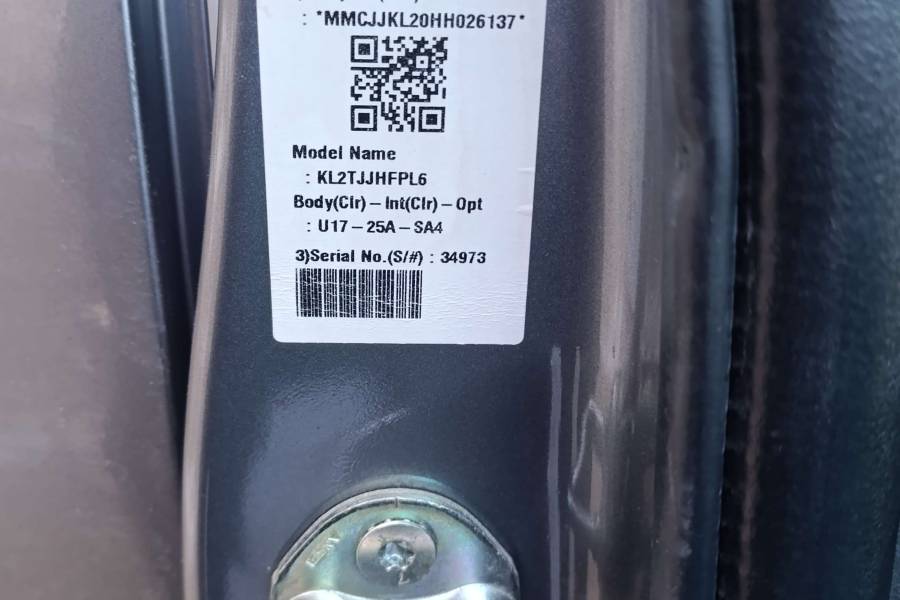 : *MMCJJKL20HH026137*
Model Name
: KL2TJJHFPL6
Body(Clr)-Int(Clr)-Opt
: U17-25A-SA4
3)Serial No.(S/#) : 34973